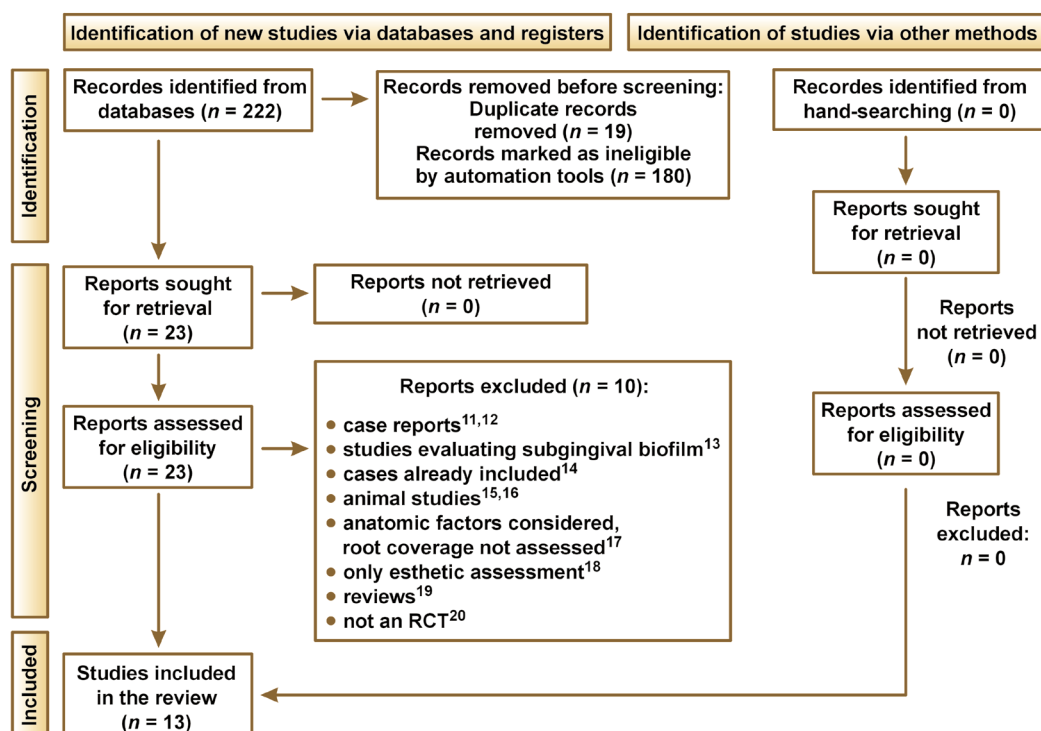 Identification of new studies via databases and registers
Identification of studies via other methods
Identification
Recordes identified from
databases (n = 222)
Records removed before screening:
Duplicate records
removed (n = 19)
Records marked as ineligible
by automation tools (n = 180)
Recordes identified from
hand-searching (n = 0)
Reports sought
for retrieval
(n = 0)
Screening
Reports sought
for retrieval
(n = 23)
Reports not retrieved
(n = 0)
Reports
not retrieved
(n = 0)
Reports assessed
for eligibility
(n = 23)
Reports excluded (n = 10):
• case reports11,12
• studies evaluating subgingival biofilm13
• cases already included14
• animal studies15,16
• anatomic factors considered,
root coverage not assessed17
• only esthetic assessment18
• reviews19
• not an RCT20
Reports assessed
for eligibility
(n = 0)
Reports
excluded:
n = 0
Included
Studies included
in the review
(n = 13)